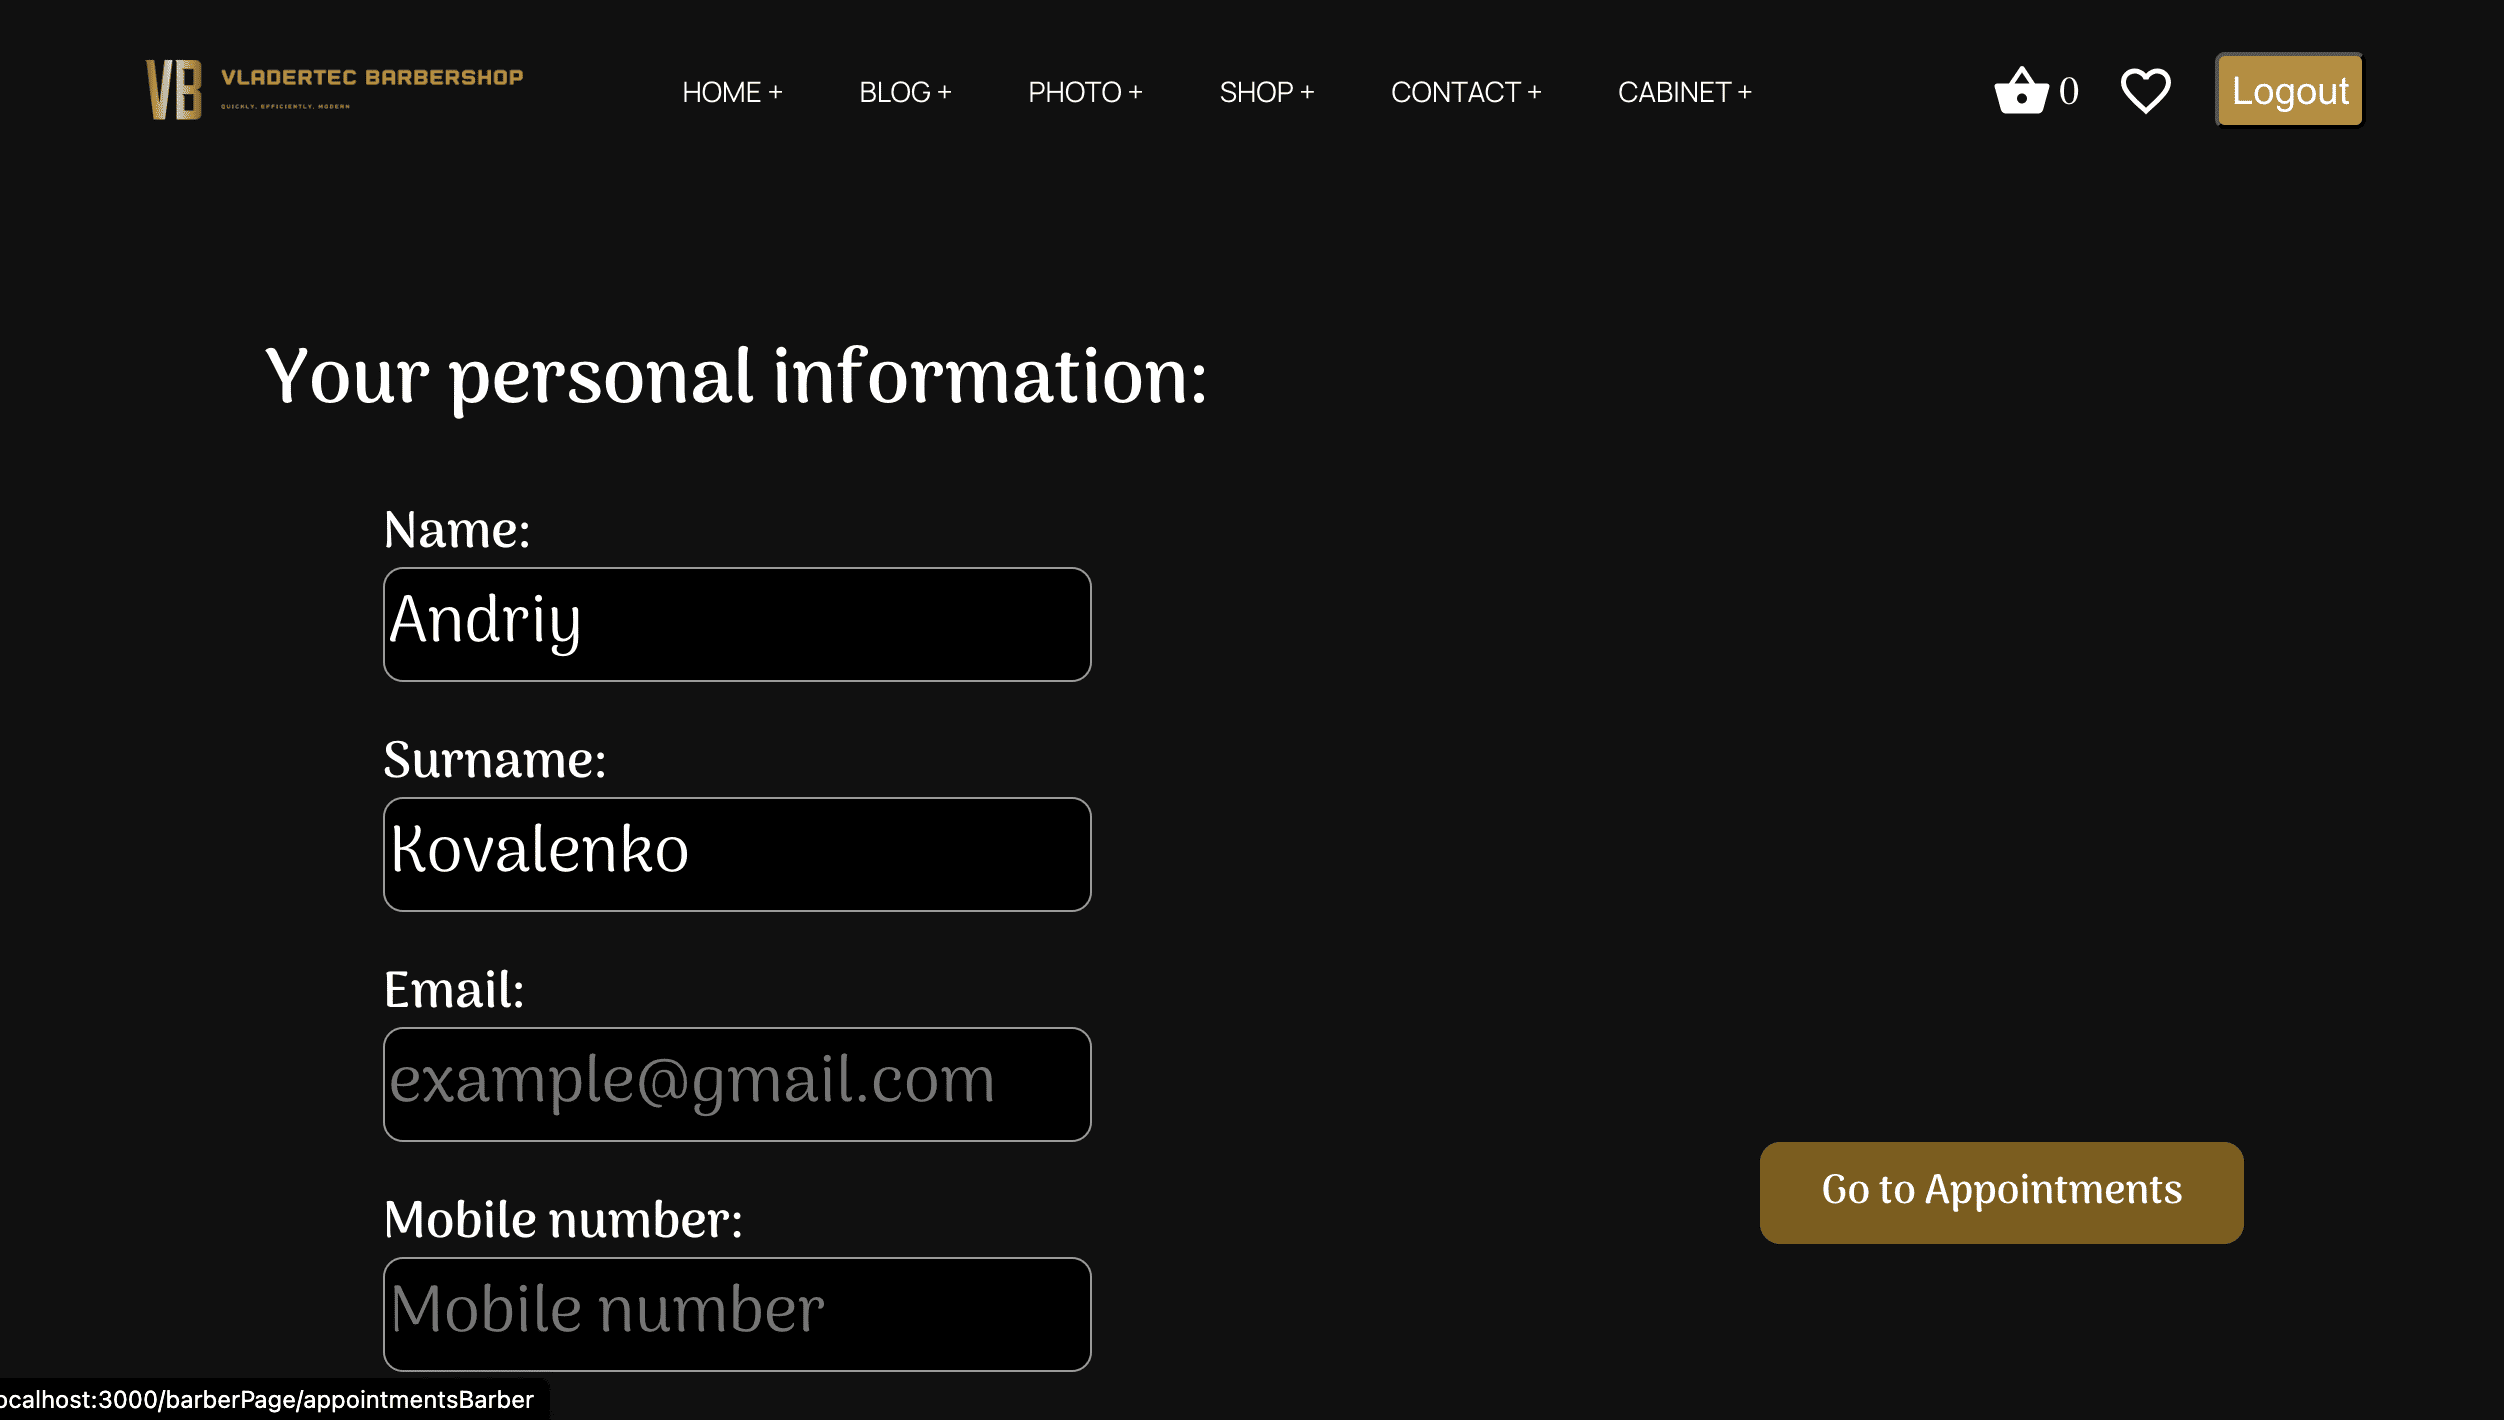 VB VLADERTEC BARBERSHOP
QUICKLY, EFFICIENTLY, MODERN
HOME + BLOG + PHOTO + SHOP + CONTACT + CABINET + 0 Logout
Your personal information:
Name:
Andriy
Surname:
Kovalenko
Email:
example@gmail.com
Go to Appointments
Mobile number:
Mobile number
ocalhost:3000/barberPage/appointmentsBarber